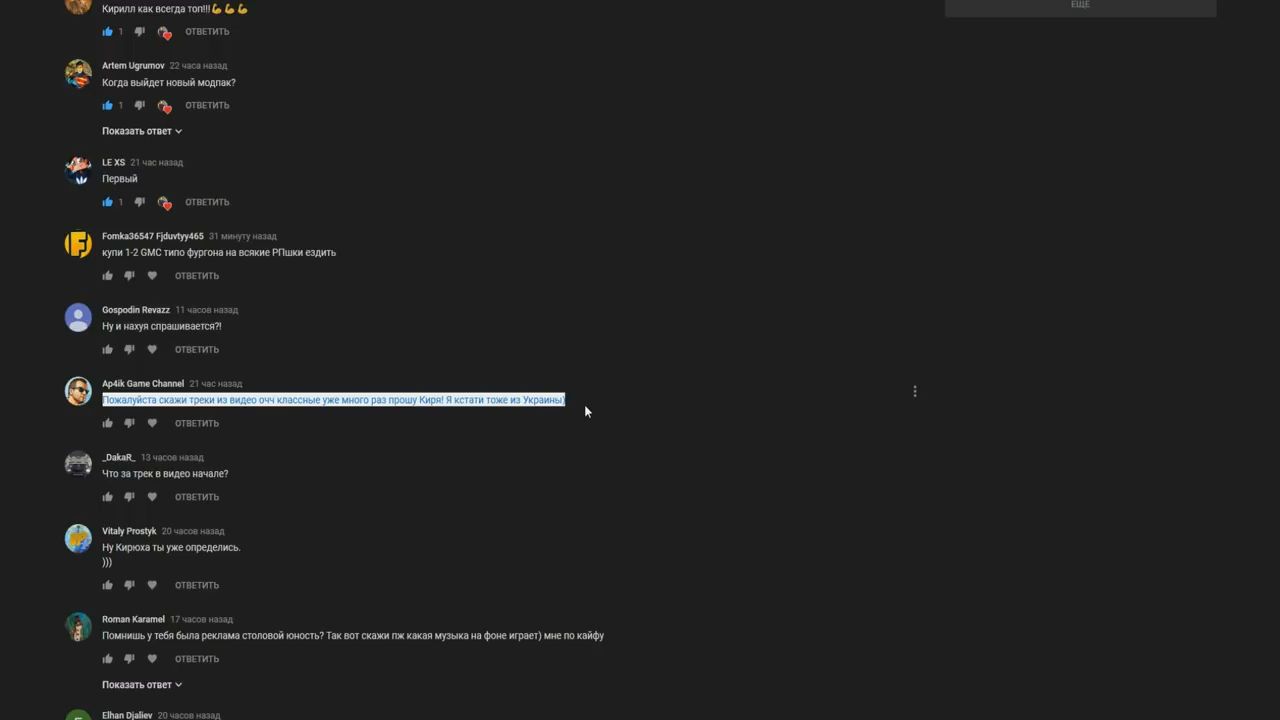 Кирилл как всегда топ!!!💪💪💪
ЕЩЁ
1 ОТВЕТИТЬ
Artem Ugrumov 22 часа назад
Когда выйдет новый модпак?
1 ОТВЕТИТЬ
Показать ответ
LE XS 21 час назад
Первый
1 ОТВЕТИТЬ
Fomka36547 Fjduvtyy465 31 минуту назад
купи 1-2 GMC типо фургона на всякие РПшки ездить
ОТВЕТИТЬ
Gospodin Revazz 11 часов назад
Ну и нахуя спрашивается?!
ОТВЕТИТЬ
Ap4ik Game Channel 21 час назад
Пожалуйста скажи треки из видео очч классные уже много раз прошу Киря! Я кстати тоже из Украины)
ОТВЕТИТЬ
_DakaR_ 13 часов назад
Что за трек в видео начале?
ОТВЕТИТЬ
Vitaly Prostyk 20 часов назад
Ну Кирюха ты уже определись.
)))
ОТВЕТИТЬ
Roman Karamel 17 часов назад
Помнишь у тебя была реклама столовой юность? Так вот скажи пж какая музыка на фоне играет) мне по кайфу
ОТВЕТИТЬ
Показать ответ
Elhan Djaliev 20 часов назад